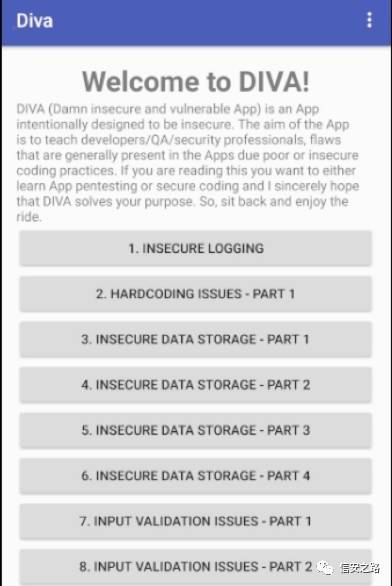 Diva
Welcome to DIVA!
DIVA (Damn insecure and vulnerable App) is an App
intentionally designed to be insecure. The aim of the App
is to teach developers/QA/security professionals, flaws
that are generally present in the Apps due poor or insecure
coding practices. If you are reading this you want to either
learn App pentesting or secure coding and I sincerely hope
that DIVA solves your purpose. So, sit back and enjoy the
ride.
1. INSECURE LOGGING
2. HARDCODING ISSUES - PART 1
3. INSECURE DATA STORAGE - PART 1
4. INSECURE DATA STORAGE - PART 2
5. INSECURE DATA STORAGE - PART 3
6. INSECURE DATA STORAGE - PART 4
7. INPUT VALIDATION ISSUES - PART 1
8. INPUT VALIDATION ISSUES - PART 2
信安之路